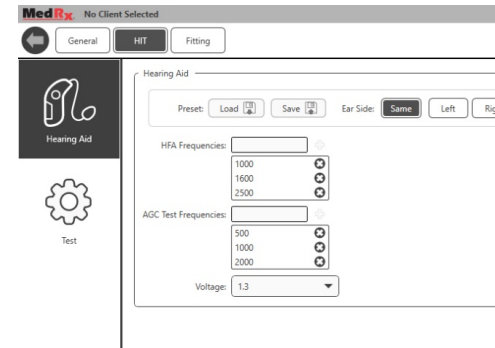 MedRx No Client Selected
General HIT Fitting
Hearing Aid
Preset: Load Save Ear Side: Same Left Rig
Hearing Aid
HFA Frequencies:
1000
1600
2500
AGC Test Frequencies:
500
1000
2000
Test
Voltage: 1.3